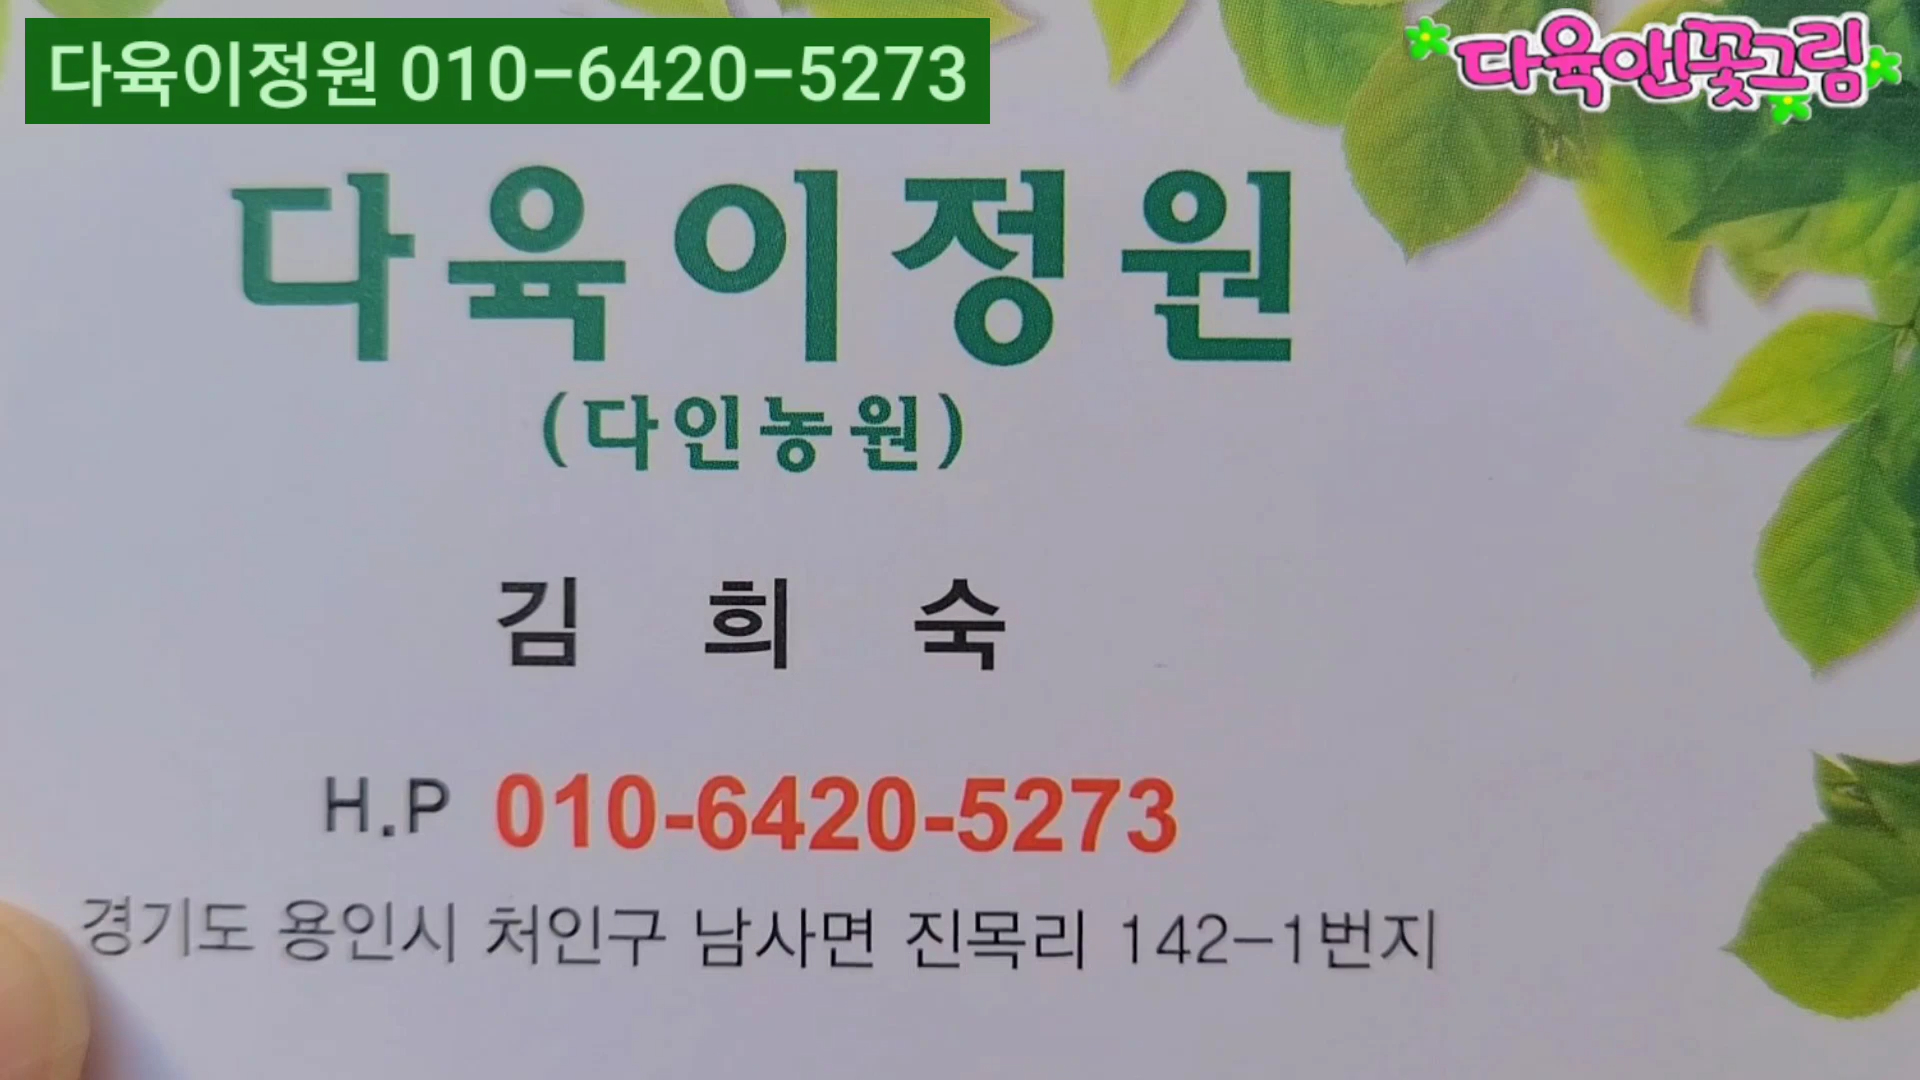 다육이정원 010-6420-5273
다육앤꽃그림
다육이정원
(다인농원)
김 희 숙
H.P 010-6420-5273
경기도 용인시 처인구 남사면 진목리 142-1번지